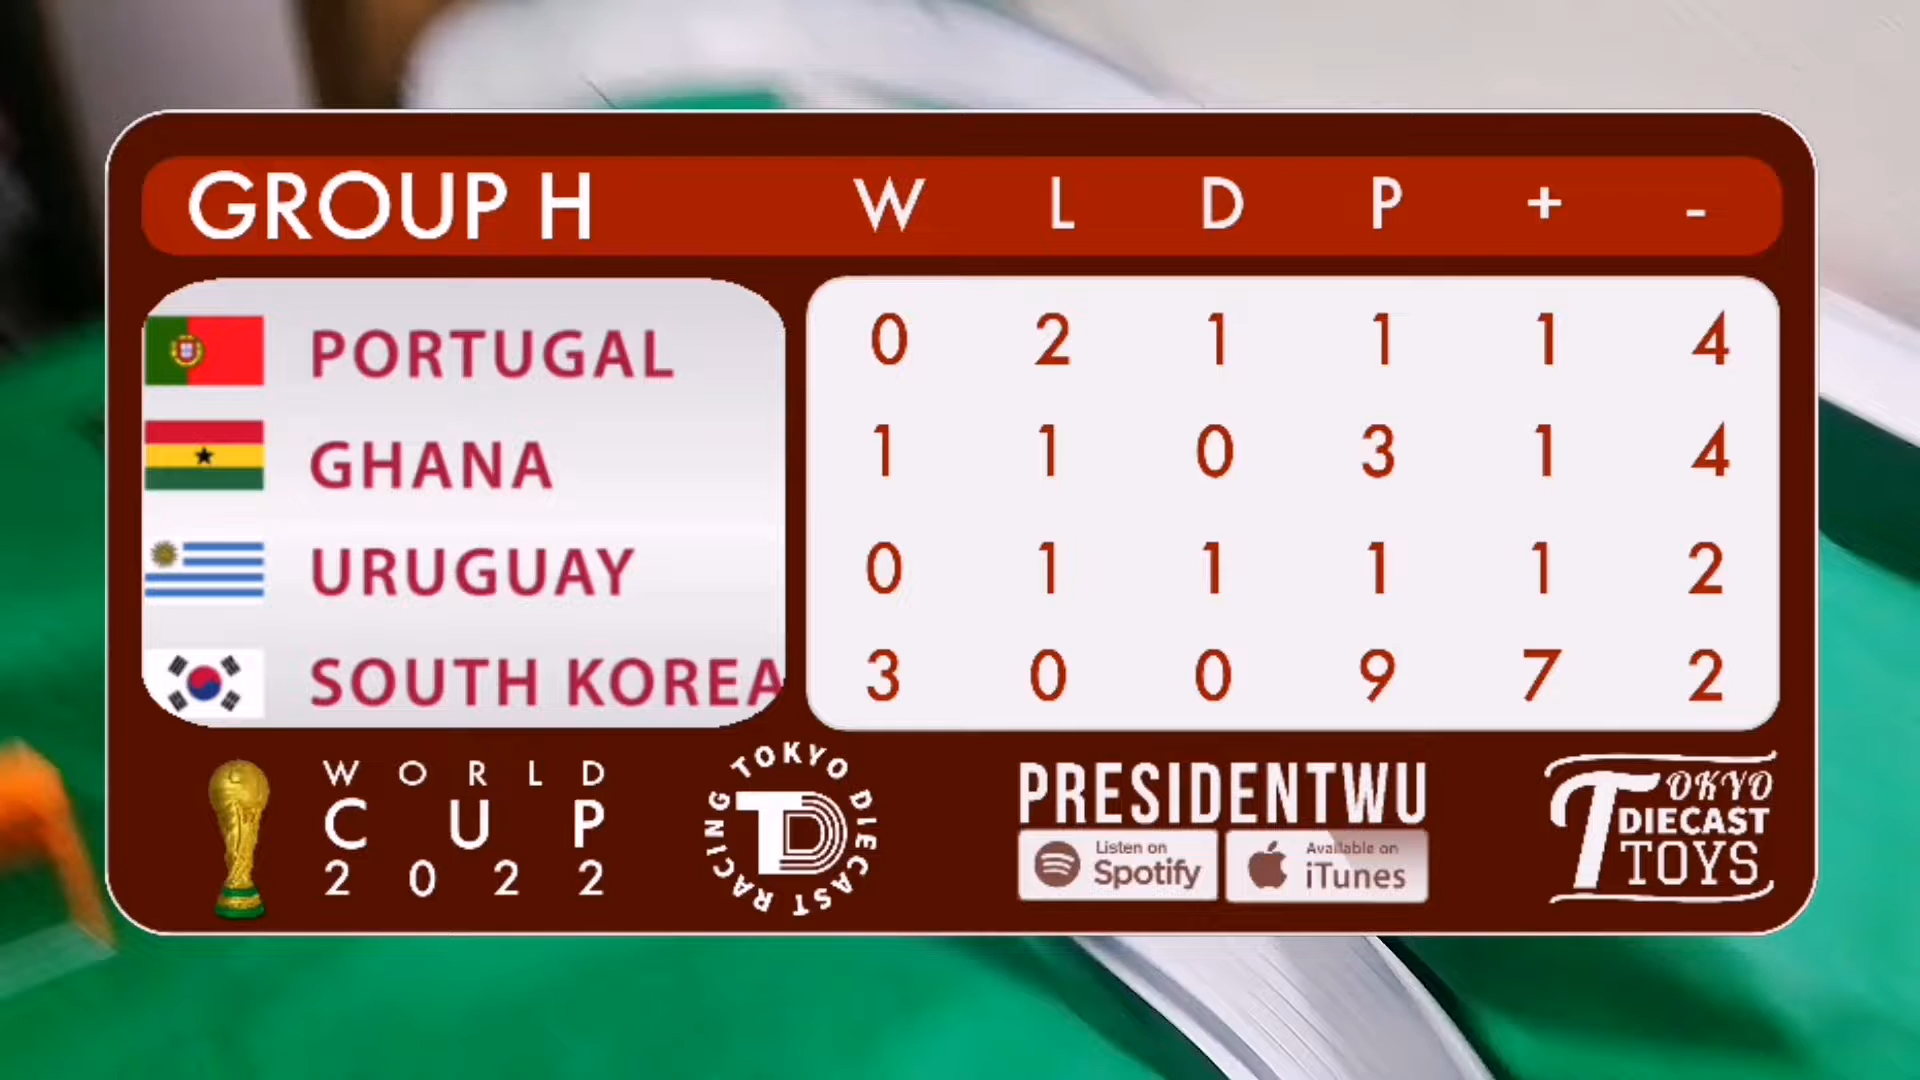 GROUP H W L D P + -
PORTUGAL 0 2 1 1 1 4
GHANA 1 1 0 3 1 4
URUGUAY 0 1 1 1 1 2
SOUTH KOREA 3 0 0 9 7 2
WORLD
CUP
2022
TOKYO DIECAST RACING
TD
PRESIDENTWU
Listen on
Spotify
Available on
iTunes
TOKYO
DIECAST
TOYS